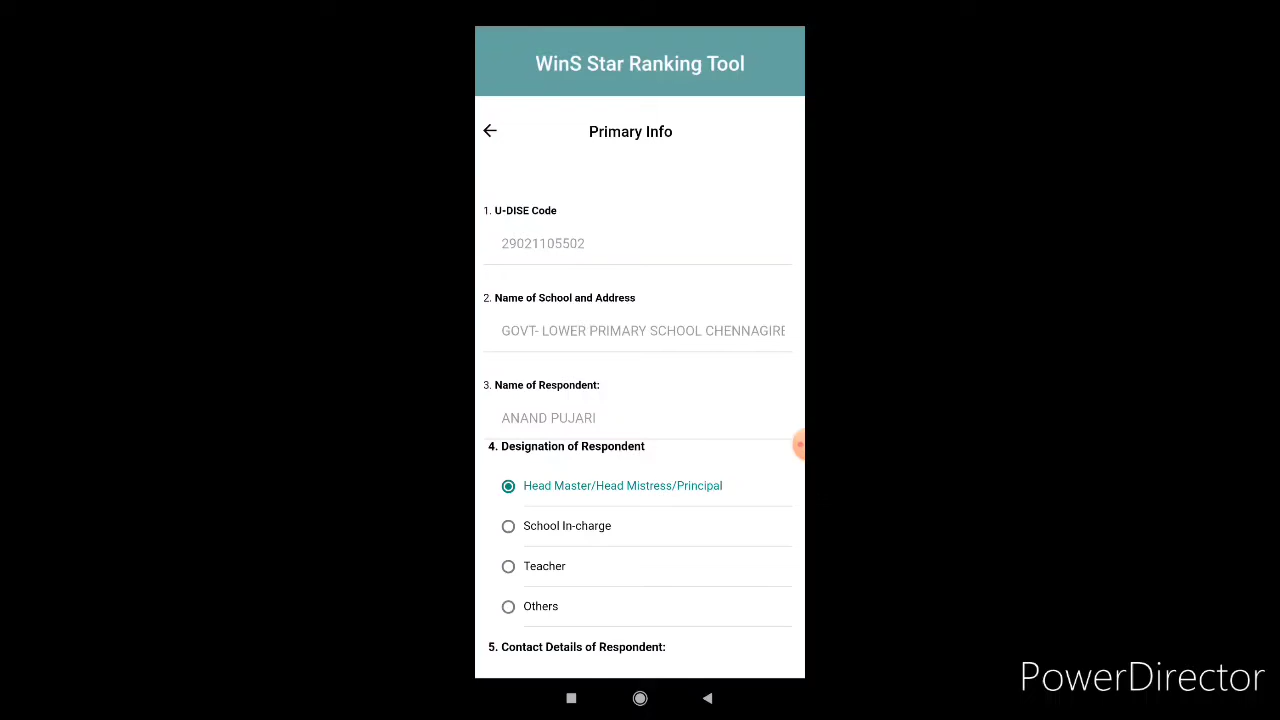 WinS Star Ranking Tool
Primary Info
1. U-DISE Code
29021105502
2. Name of School and Address
GOVT- LOWER PRIMARY SCHOOL CHENNAGIRE
3. Name of Respondent:
ANAND PUJARI
4. Designation of Respondent
Head Master/Head Mistress/Principal
School In-charge
Teacher
Others
5. Contact Details of Respondent:
PowerDirector